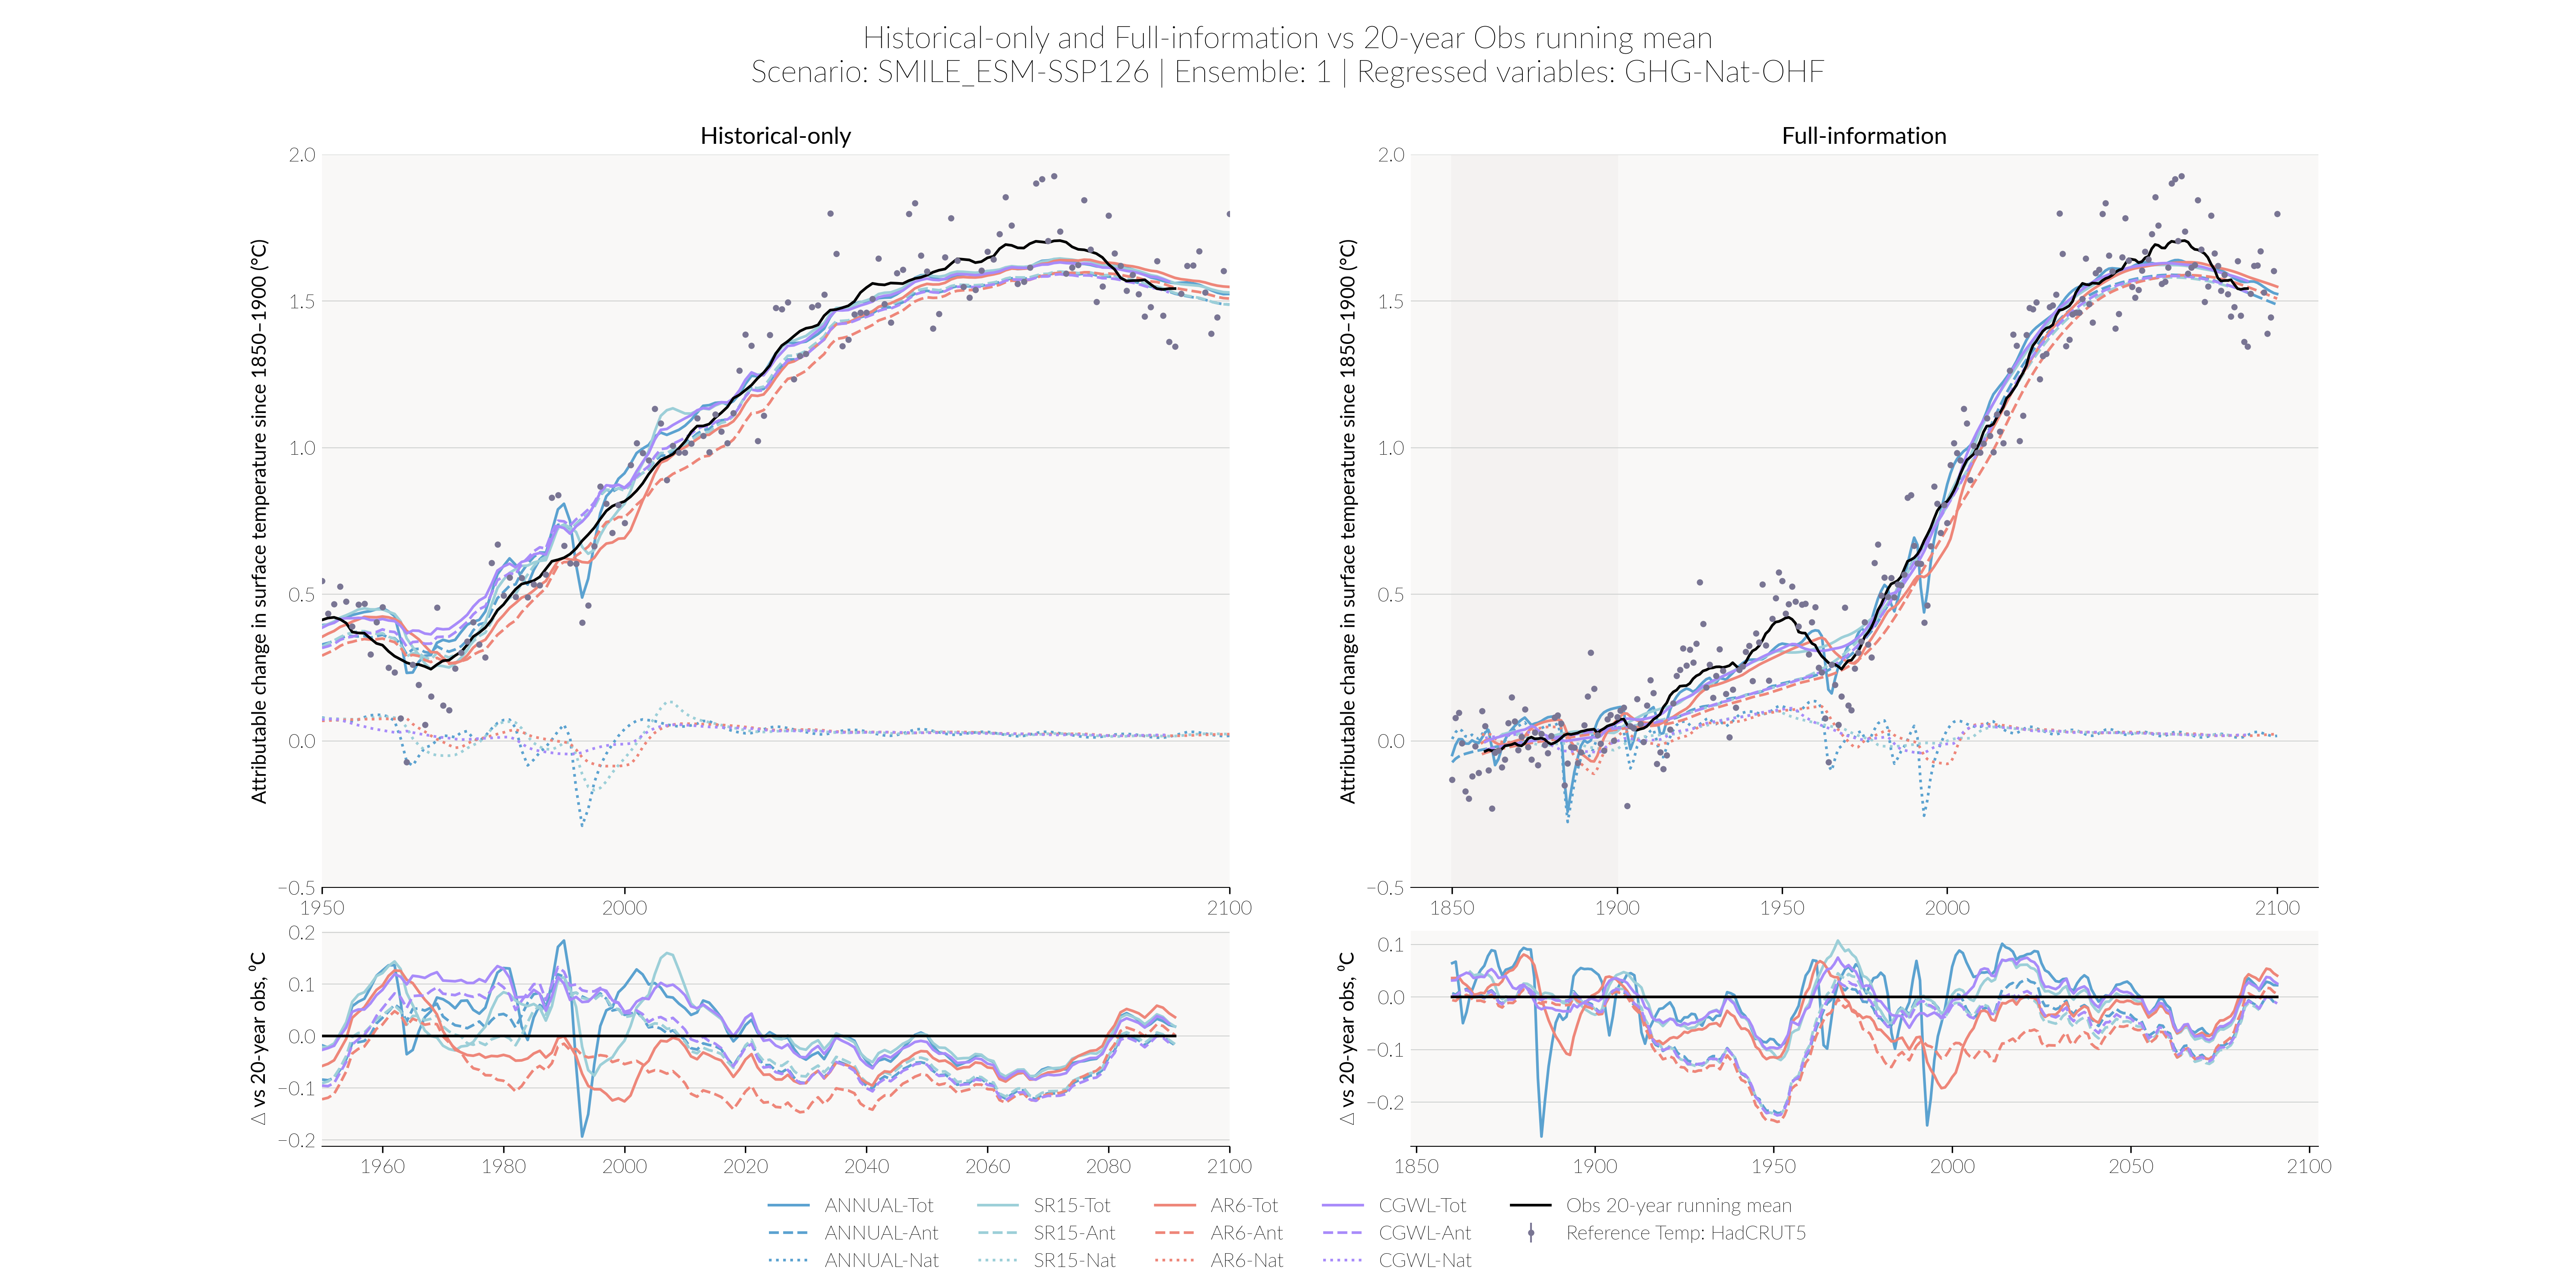 Historical-only and Full-information vs 20-year Obs running mean
Scenario: SMILE_ESM-SSP126 | Ensemble: 1 | Regressed variables: GHG-Nat-OHF
Historical-only
Attributable change in surface temperature since 1850–1900 (°C)
2.0
1.5
1.0
0.5
0.0
−0.5
1950
2000
2100
Δ vs 20-year obs, °C
0.2
0.1
0.0
−0.1
−0.2
1960
1980
2000
2020
2040
2060
2080
2100
Full-information
Attributable change in surface temperature since 1850–1900 (°C)
2.0
1.5
1.0
0.5
0.0
−0.5
1850
1900
1950
2000
2100
Δ vs 20-year obs, °C
0.1
0.0
−0.1
−0.2
1850
1900
1950
2000
2050
2100
ANNUAL-Tot
ANNUAL-Ant
ANNUAL-Nat
SR15-Tot
SR15-Ant
SR15-Nat
AR6-Tot
AR6-Ant
AR6-Nat
CGWL-Tot
CGWL-Ant
CGWL-Nat
Obs 20-year running mean
Reference Temp: HadCRUT5